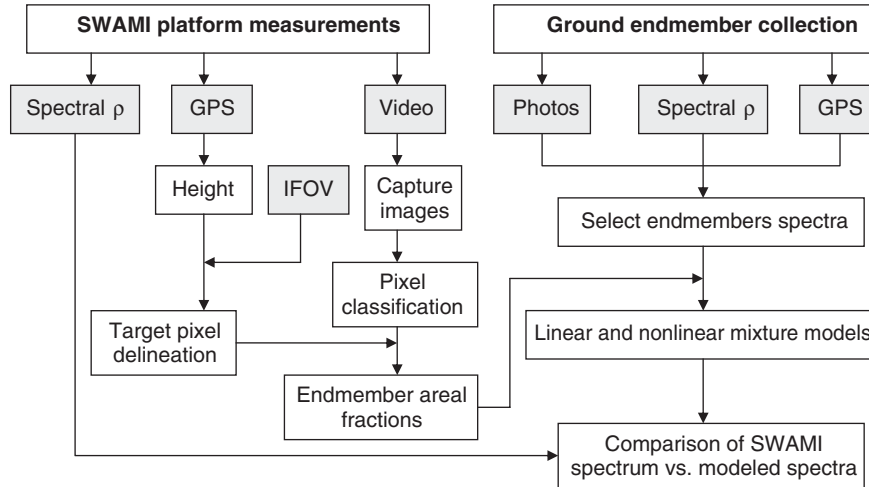 SWAMI platform measurements
Ground endmember collection
Spectral ρ
GPS
Video
Photos
Spectral ρ
GPS
Height
IFOV
Capture
images
Select endmembers spectra
Pixel
classification
Target pixel
delineation
Linear and nonlinear mixture models
Endmember areal
fractions
Comparison of SWAMI
spectrum vs. modeled spectra